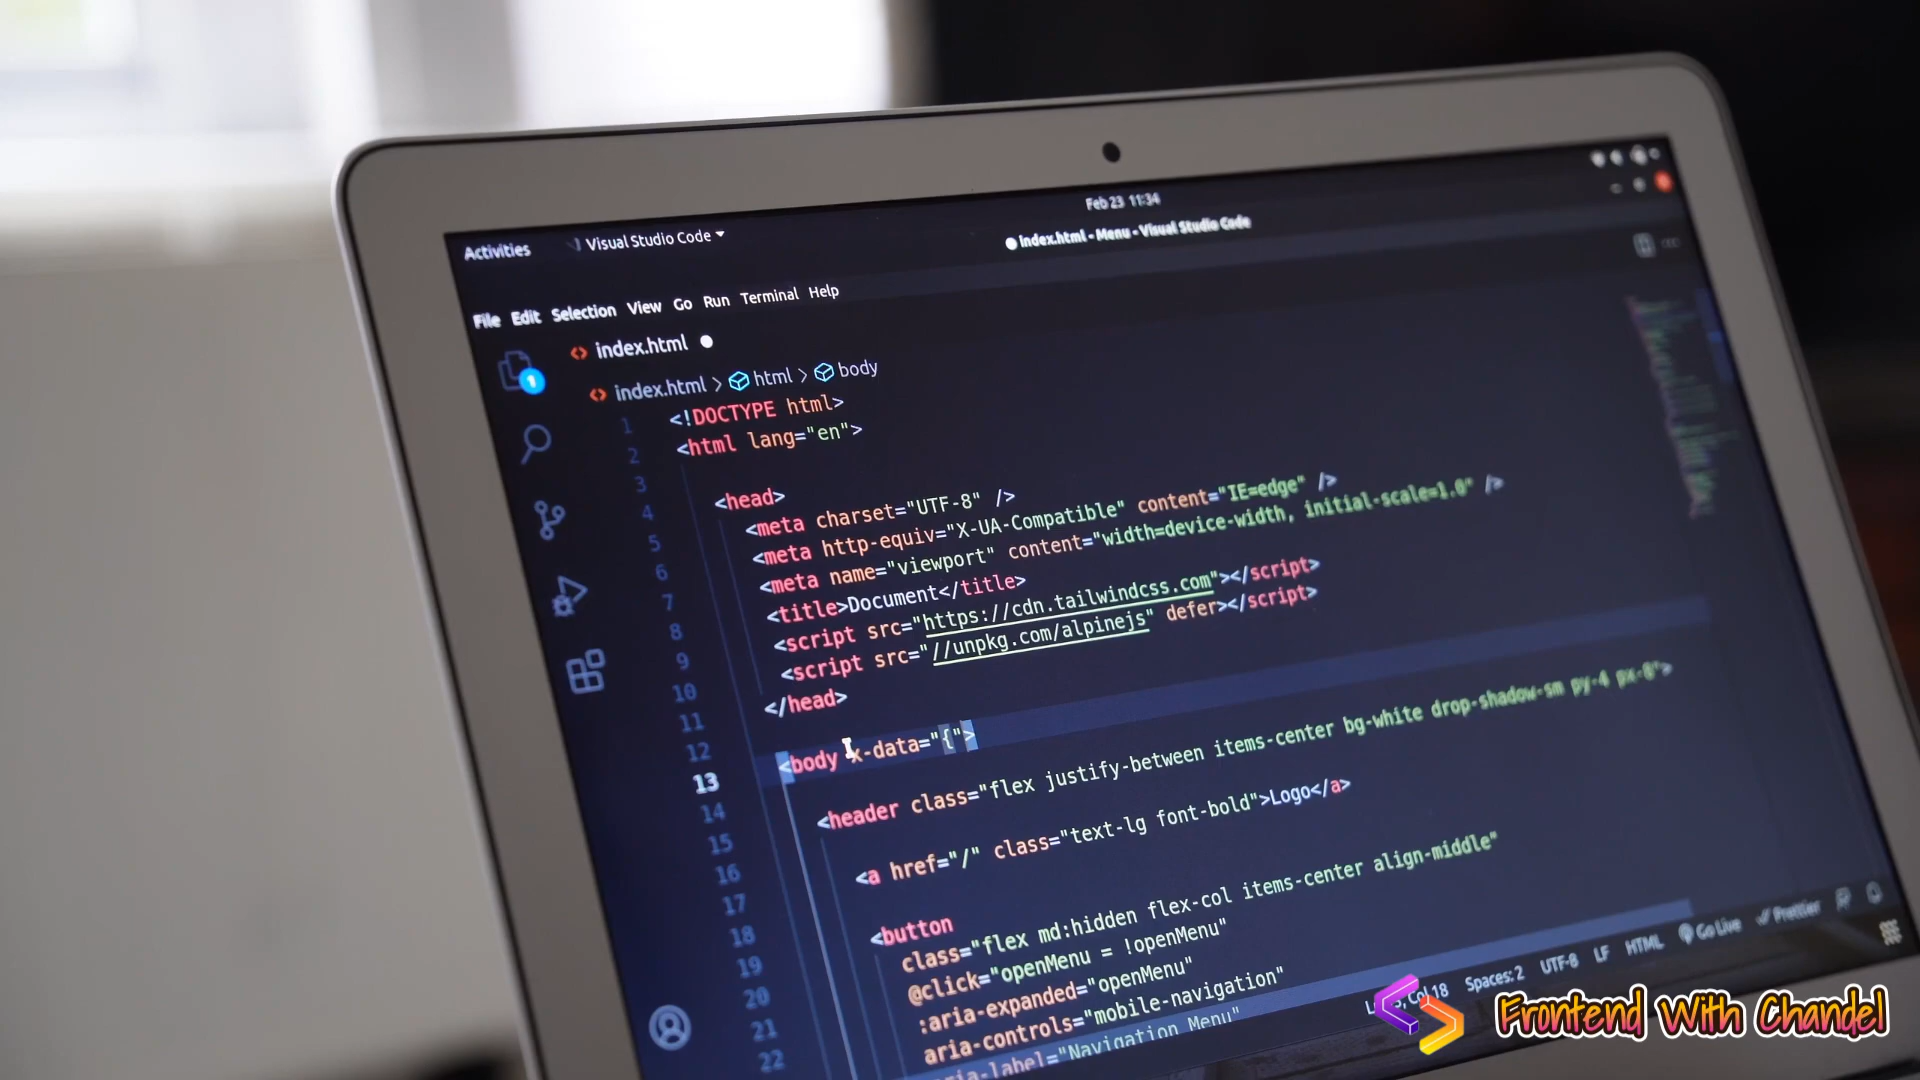 Feb 23 11:34
Activities
Visual Studio Code
index.html - Menu - Visual Studio Code
File Edit Selection View Go Run Terminal Help
index.html
1
index.html > html > body
1 <!DOCTYPE html>
2 <html lang="en">
3
4 <head>
5 <meta charset="UTF-8" />
6 <meta http-equiv="X-UA-Compatible" content="IE=edge" />
7 <meta name="viewport" content="width=device-width, initial-scale=1.0" />
8 <title>Document</title>
9 <script src="https://cdn.tailwindcss.com"></script>
10 <script src="//unpkg.com/alpinejs" defer></script>
11 </head>
12
13 <body x-data="{">
14
15 <header class="flex justify-between items-center bg-white drop-shadow-sm py-4 px-8">
16
17 <a href="/" class="text-lg font-bold">Logo</a>
18
19 <button
20 class="flex md:hidden flex-col items-center align-middle"
21 @click="openMenu = !openMenu"
22 :aria-expanded="openMenu"
aria-controls="mobile-navigation"
aria-label="Navigation Menu"
Col 18 Spaces: 2 UTF-8 LF HTML Go Live Prettier
Frontend With Chandel